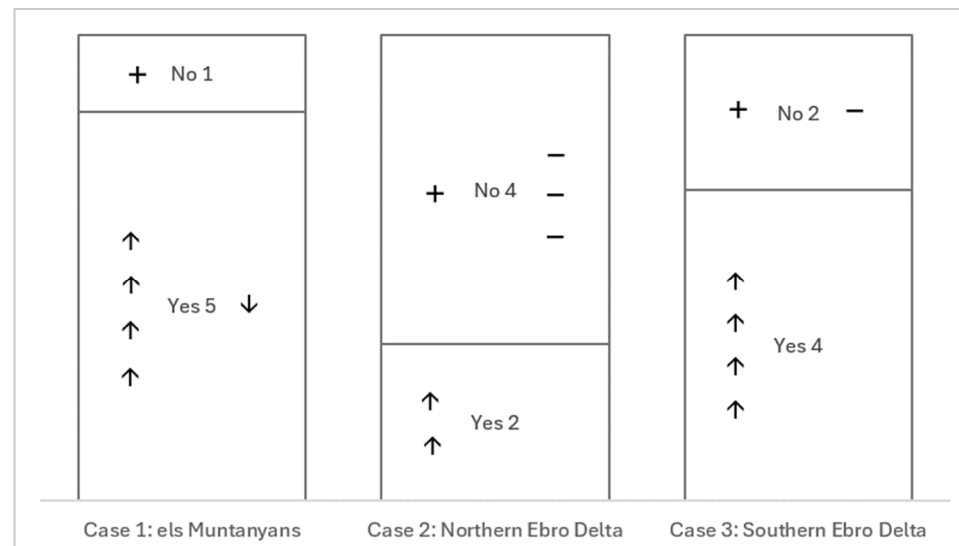 + No 1
↑
↑
↑
↑
Yes 5 ↓
Case 1: els Muntanyans
+ No 4 −
−
−
↑
↑
Yes 2
Case 2: Northern Ebro Delta
+ No 2 −
↑
↑
↑
↑
Yes 4
Case 3: Southern Ebro Delta